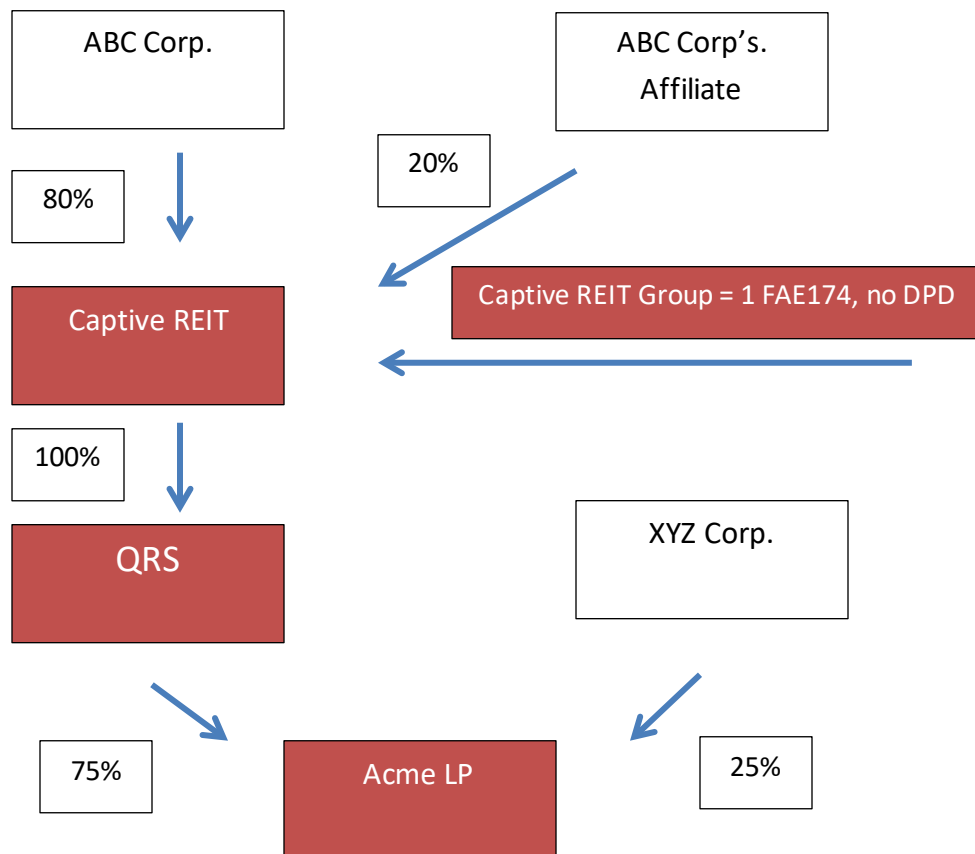 ABC Corp.
ABC Corp's.
Affiliate
20%
80%
Captive REIT Group = 1 FAE174, no DPD
Captive REIT
100%
QRS
XYZ Corp.
75%
Acme LP
25%